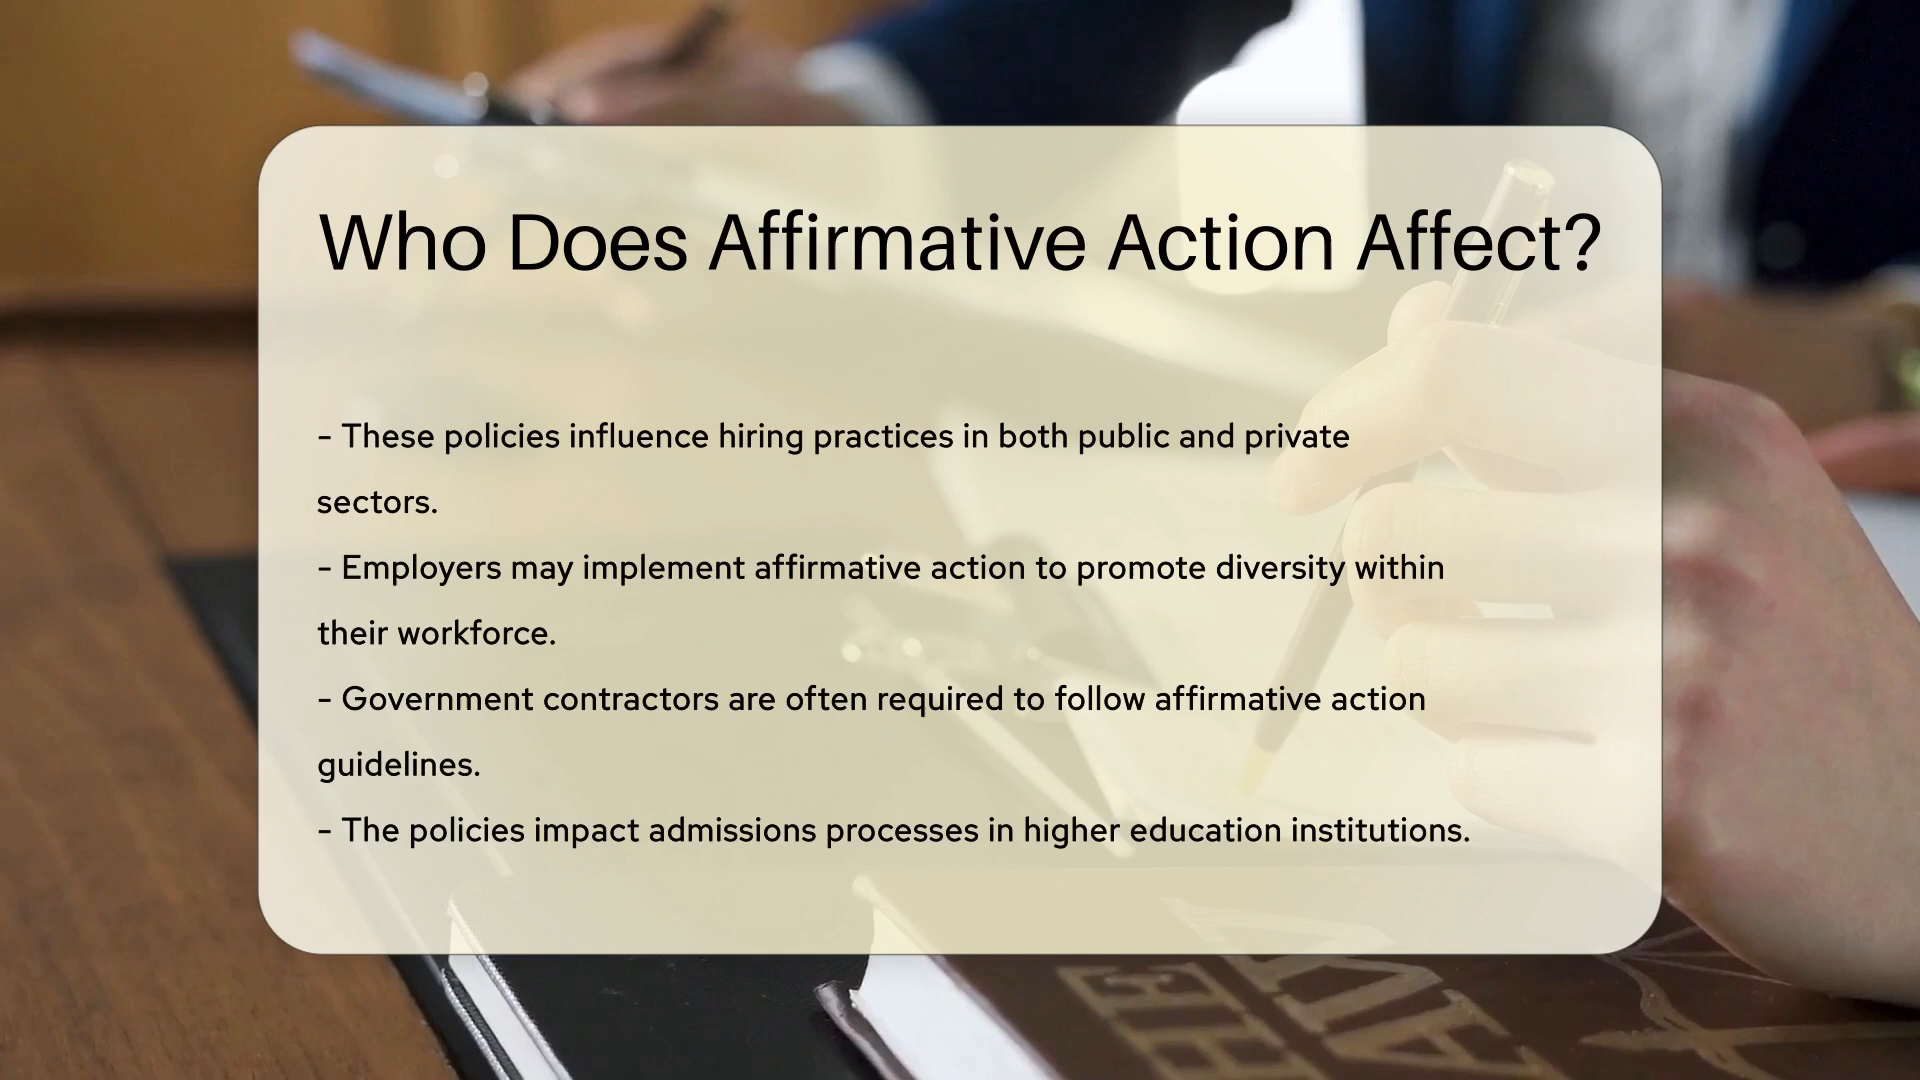 Who Does Affirmative Action Affect?
- These policies influence hiring practices in both public and private
sectors.
- Employers may implement affirmative action to promote diversity within
their workforce.
- Government contractors are often required to follow affirmative action
guidelines.
- The policies impact admissions processes in higher education institutions.